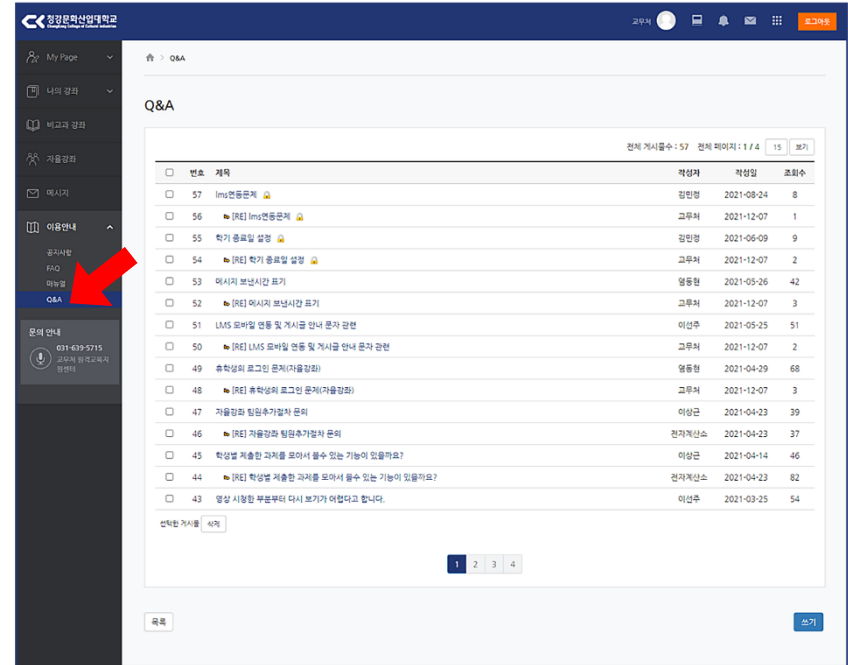 청강문화산업대학교
Chungkang College of Cultural Industries
교무처
로그아웃
My Page
나의 강좌
비교과 강좌
자율강좌
메시지
이용안내
공지사항
FAQ
매뉴얼
Q&A
문의 안내
031-639-5715
교무처 원격교육지
원센터
Q&A
Q&A
전체 게시물수 : 57 전체 페이지 : 1 / 4 15 보기
번호 제목 작성자 작성일 조회수
57 lms연동문제 김민정 2021-08-24 8
56 [RE] lms연동문제 교무처 2021-12-07 1
55 학기 종료일 설정 김민정 2021-06-09 9
54 [RE] 학기 종료일 설정 교무처 2021-12-07 2
53 메시지 보낸시간 표기 염동현 2021-05-26 42
52 [RE] 메시지 보낸시간 표기 교무처 2021-12-07 3
51 LMS 모바일 연동 및 게시글 안내 문자 관련 이선주 2021-05-25 51
50 [RE] LMS 모바일 연동 및 게시글 안내 문자 관련 교무처 2021-12-07 2
49 휴학생의 로그인 문제(자율강좌) 염동현 2021-04-29 68
48 [RE] 휴학생의 로그인 문제(자율강좌) 교무처 2021-12-07 3
47 자율강좌 팀원추가절차 문의 이상근 2021-04-23 39
46 [RE] 자율강좌 팀원추가절차 문의 전자계산소 2021-04-23 37
45 학생별 제출한 과제를 모아서 볼수 있는 기능이 있을까요? 이상근 2021-04-14 46
44 [RE] 학생별 제출한 과제를 모아서 볼수 있는 기능이 있을까요? 전자계산소 2021-04-23 82
43 영상 시청한 부분부터 다시 보기가 어렵다고 합니다. 이선주 2021-03-25 54
선택한 게시물 삭제
1 2 3 4
목록
쓰기